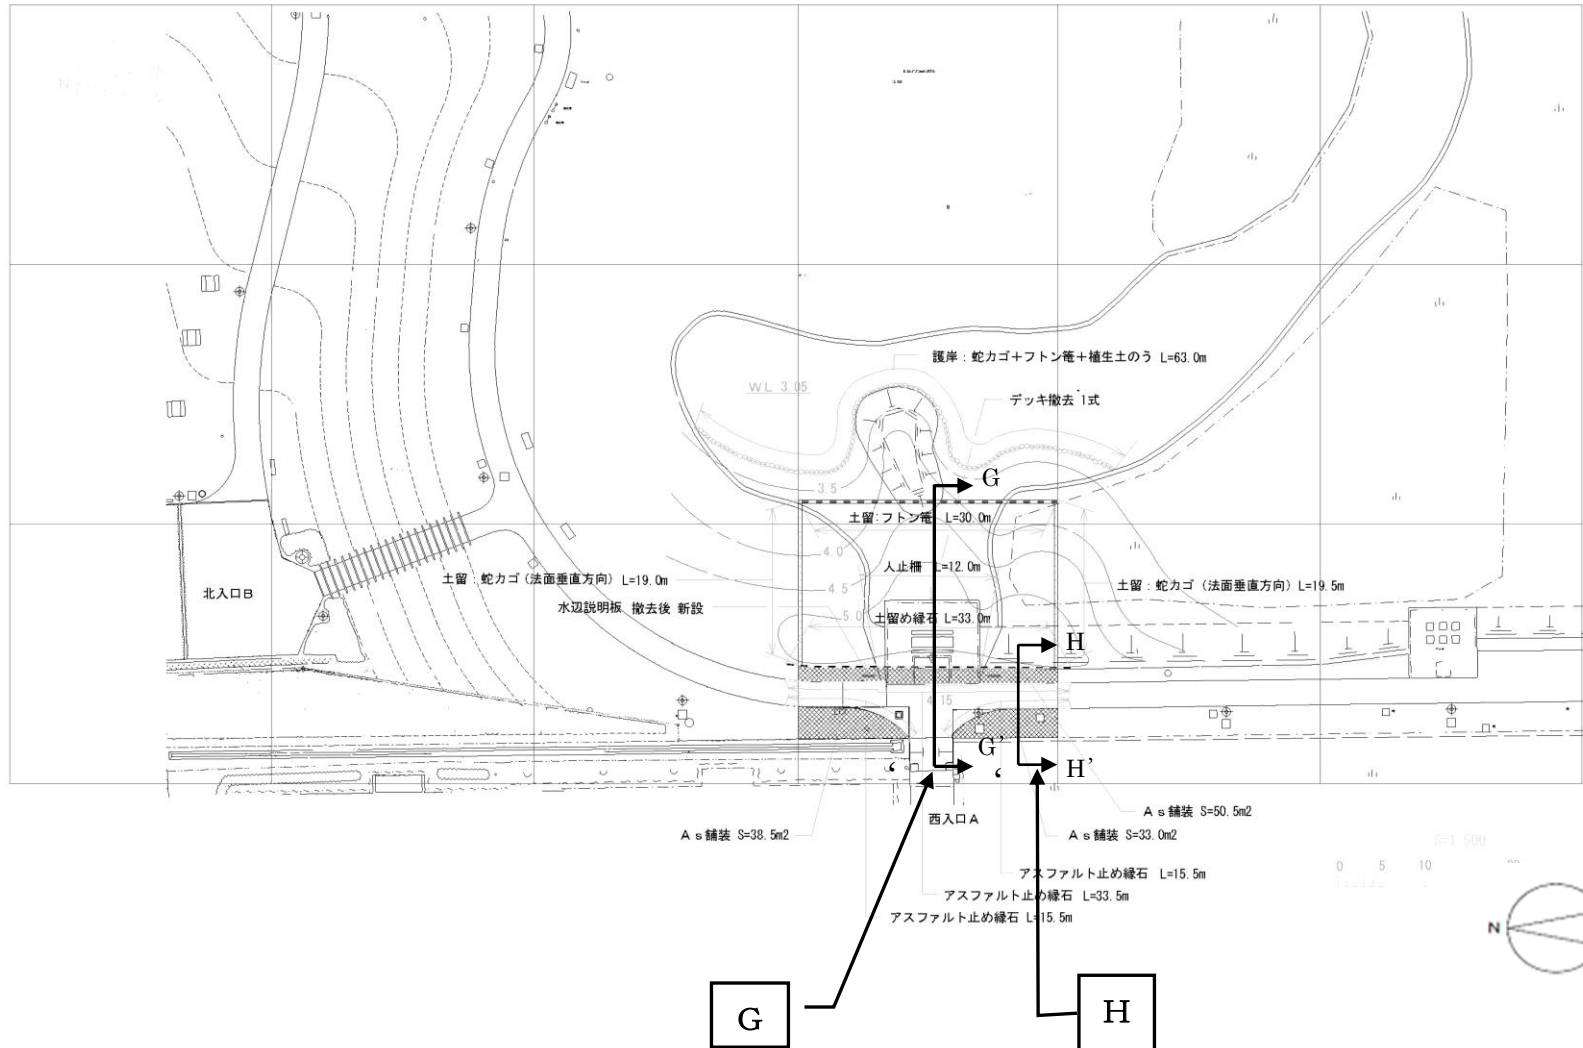 護岸：蛇カゴ＋フトン篭＋植生土のう L=63.0m
WL 3.05
デッキ撤去 1式
3.5
G
土留：フトン篭 L=30.0m
4.0
人止柵 L=12.0m
土留：蛇カゴ（法面垂直方向）L=19.0m
4.5
土留：蛇カゴ（法面垂直方向）L=19.5m
北入口B
水辺説明板 撤去後 新設
5.0
土留め縁石 L=33.0m
H
4.15
G’
H'
‘
‘
西入口A
As舗装 S=50.5m2
As舗装 S=38.5m2
As舗装 S=33.0m2
S=1:500
0 5 10
アスファルト止め縁石 L=15.5m
アスファルト止め縁石 L=33.5m
アスファルト止め縁石 L=15.5m
N
G
H